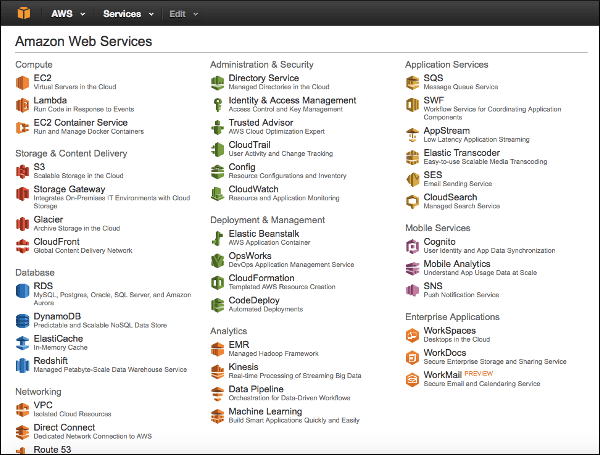 AWS Services Edit
Amazon Web Services
Compute
EC2
Virtual Servers in the Cloud
Lambda
Run Code in Response to Events
EC2 Container Service
Run and Manage Docker Containers
Storage & Content Delivery
S3
Scalable Storage in the Cloud
Storage Gateway
Integrates On-Premises IT Environments with Cloud
Storage
Glacier
Archive Storage in the Cloud
CloudFront
Global Content Delivery Network
Database
RDS
MySQL, Postgres, Oracle, SQL Server, and Amazon
Aurora
DynamoDB
Predictable and Scalable NoSQL Data Store
ElastiCache
In-Memory Cache
Redshift
Managed Petabyte-Scale Data Warehouse Service
Networking
VPC
Isolated Cloud Resources
Direct Connect
Dedicated Network Connection to AWS
Route 53
Administration & Security
Directory Service
Managed Directories in the Cloud
Identity & Access Management
Access Control and Key Management
Trusted Advisor
AWS Cloud Optimization Expert
CloudTrail
User Activity and Change Tracking
Config
Resource Configurations and Inventory
CloudWatch
Resource and Application Monitoring
Deployment & Management
Elastic Beanstalk
AWS Application Container
OpsWorks
DevOps Application Management Service
CloudFormation
Templated AWS Resource Creation
CodeDeploy
Automated Deployments
Analytics
EMR
Managed Hadoop Framework
Kinesis
Real-time Processing of Streaming Big Data
Data Pipeline
Orchestration for Data-Driven Workflows
Machine Learning
Build Smart Applications Quickly and Easily
Application Services
SQS
Message Queue Service
SWF
Workflow Service for Coordinating Application
Components
AppStream
Low Latency Application Streaming
Elastic Transcoder
Easy-to-use Scalable Media Transcoding
SES
Email Sending Service
CloudSearch
Managed Search Service
Mobile Services
Cognito
User Identity and App Data Synchronization
Mobile Analytics
Understand App Usage Data at Scale
SNS
Push Notification Service
Enterprise Applications
WorkSpaces
Desktops in the Cloud
WorkDocs
Secure Enterprise Storage and Sharing Service
WorkMail PREVIEW
Secure Email and Calendaring Service